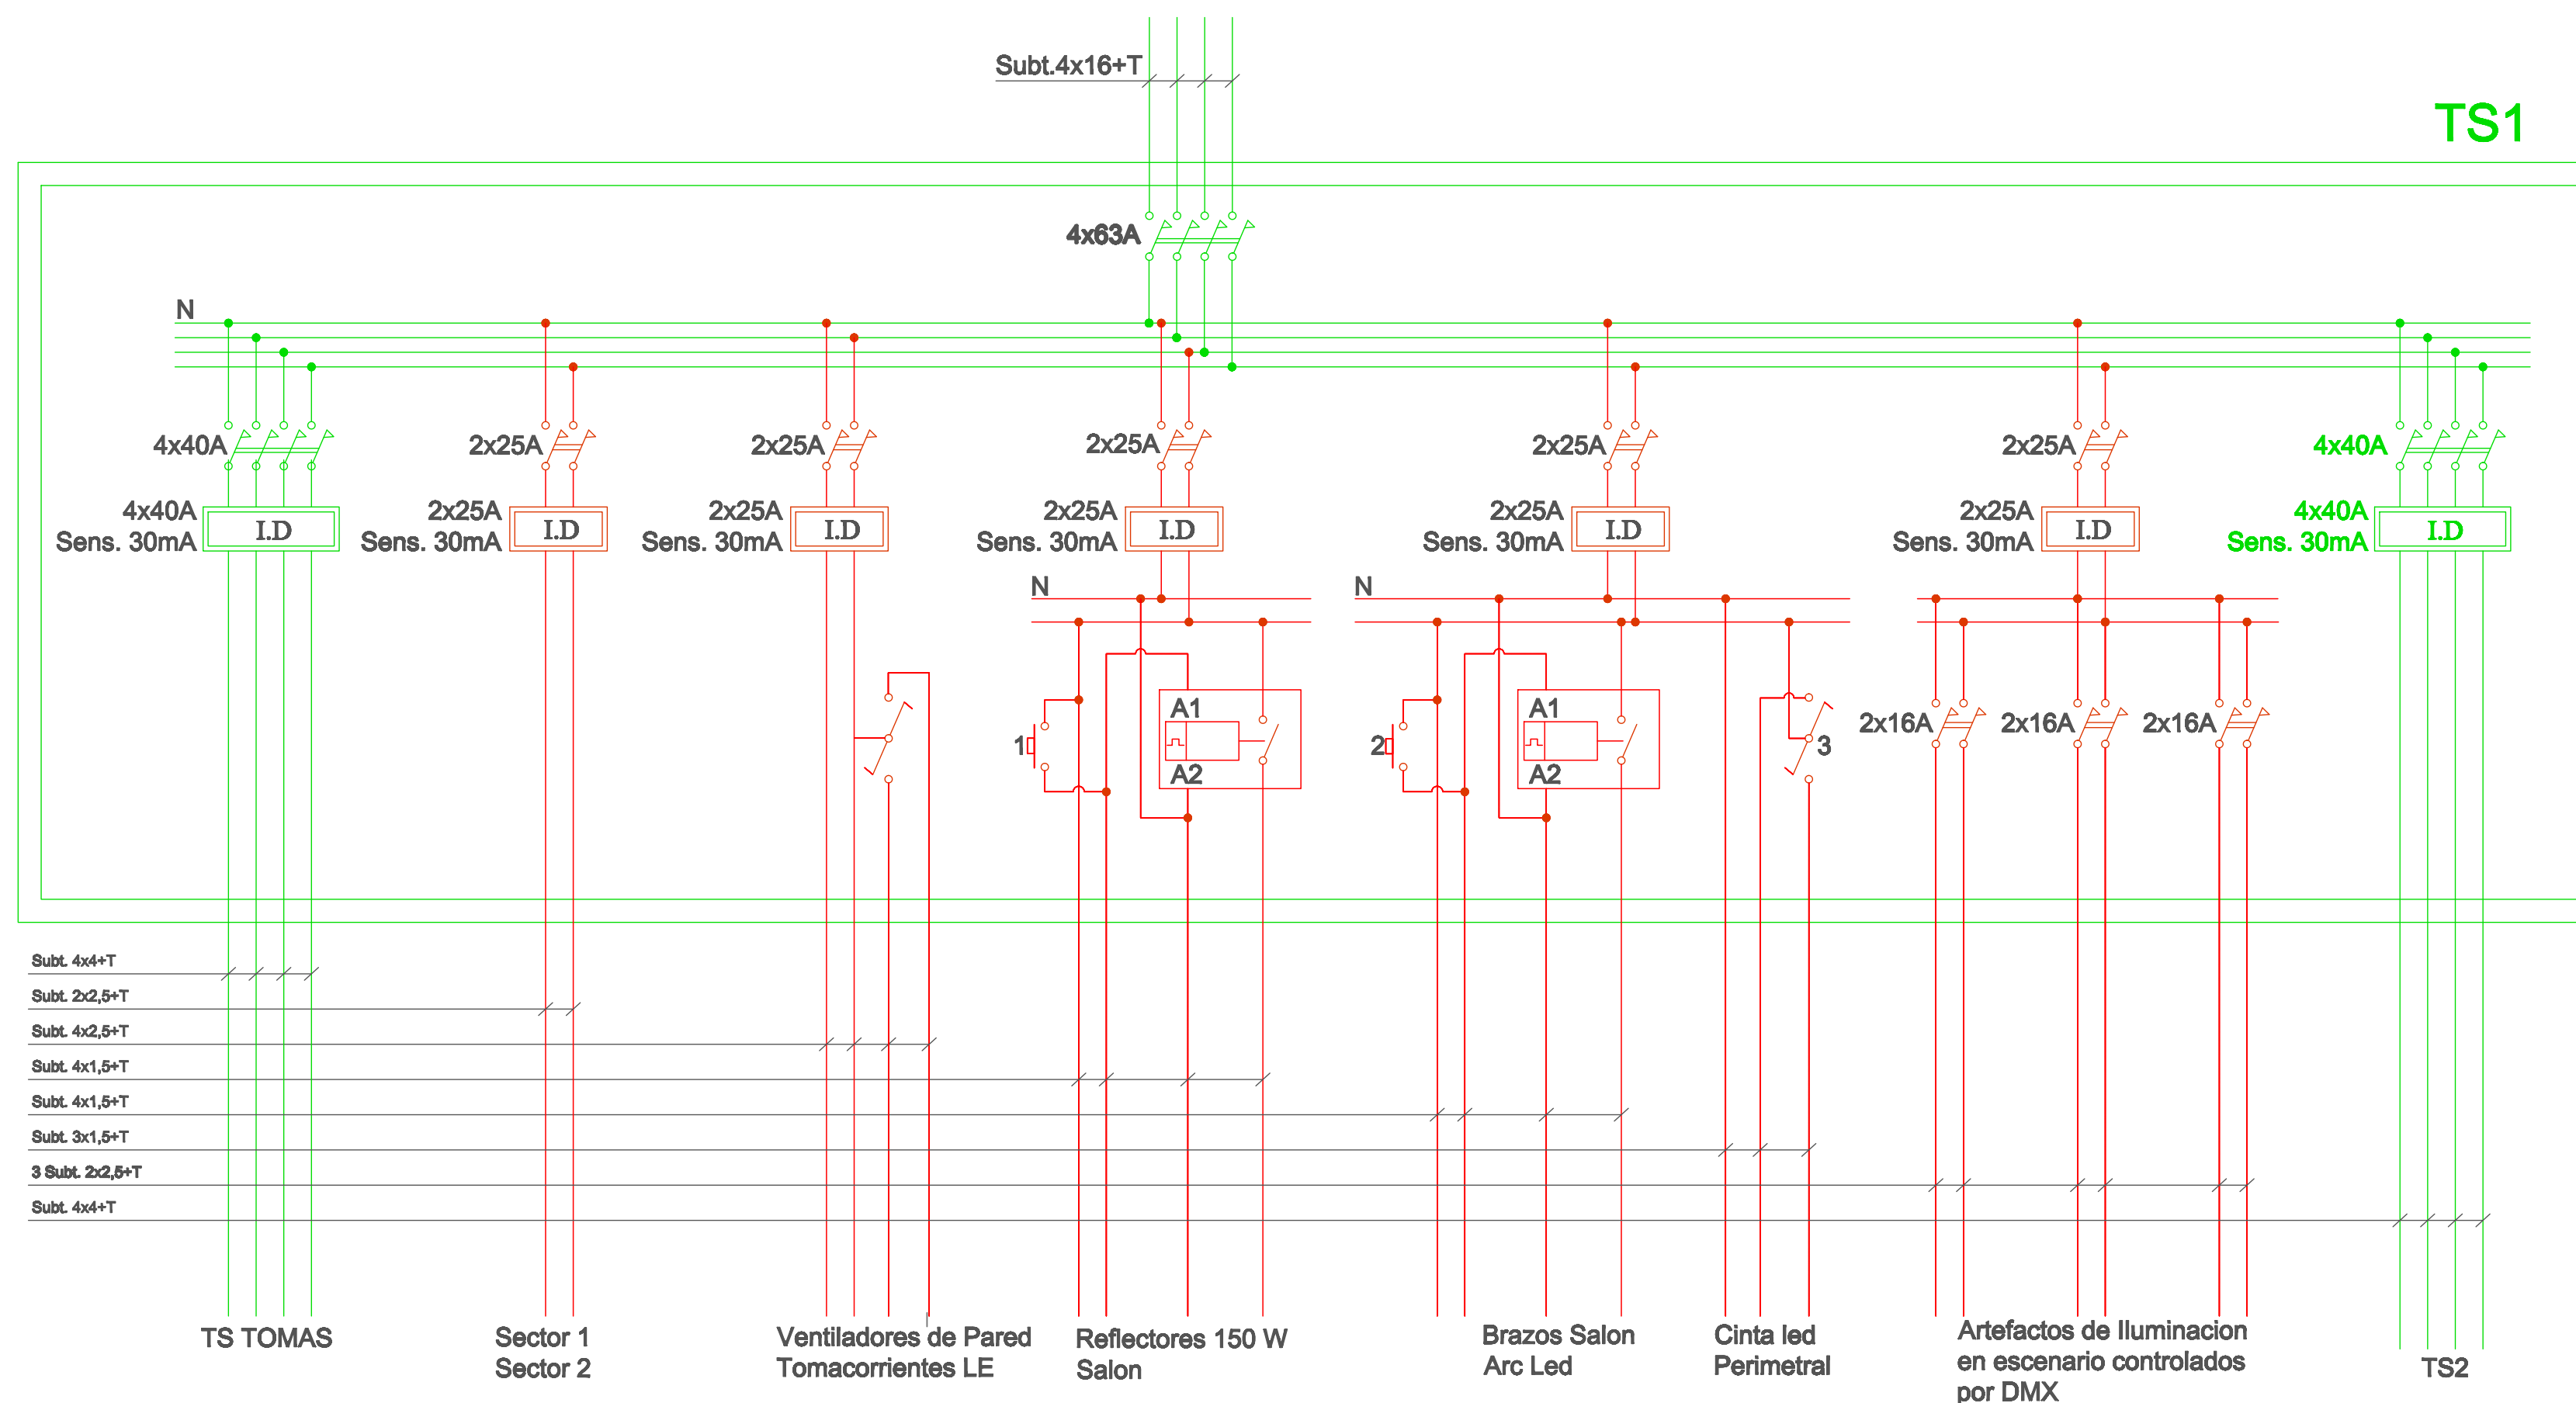 Subt.4x16+T
TS1
4x63A
N
4x40A
2x25A
2x25A
2x25A
2x25A
2x25A
4x40A
4x40A
Sens. 30mA
I.D
2x25A
Sens. 30mA
I.D
2x25A
Sens. 30mA
I.D
2x25A
Sens. 30mA
I.D
2x25A
Sens. 30mA
I.D
2x25A
Sens. 30mA
I.D
4x40A
Sens. 30mA
I.D
N
N
1
A1
A2
2
A1
A2
3
2x16A
2x16A
2x16A
Subt. 4x4+T
Subt. 2x2,5+T
Subt. 4x2,5+T
Subt. 4x1,5+T
Subt. 4x1,5+T
Subt. 3x1,5+T
3 Subt. 2x2,5+T
Subt. 4x4+T
TS TOMAS
Sector 1
Sector 2
Ventiladores de Pared
Tomacorrientes LE
Reflectores 150 W
Salon
Brazos Salon
Arc Led
Cinta led
Perimetral
Artefactos de Iluminacion
en escenario controlados
por DMX
TS2